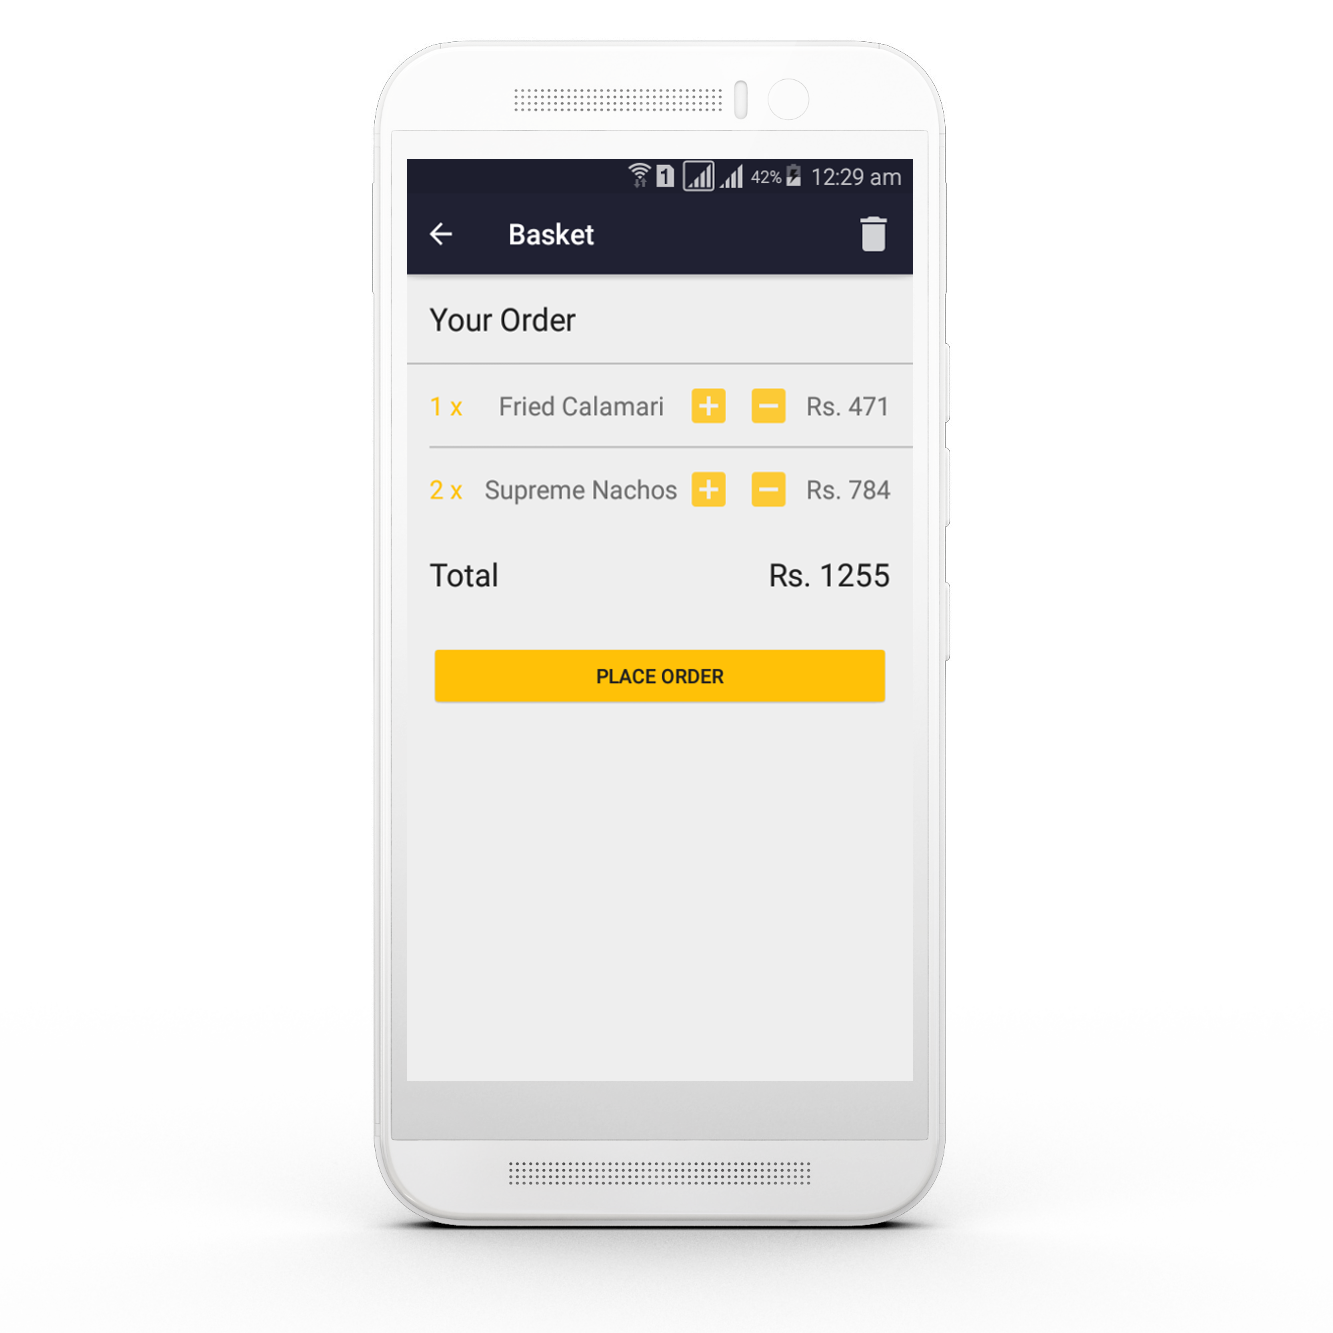 1 42% 12:29 am
Basket
Your Order
1 x Fried Calamari + − Rs. 471
2 x Supreme Nachos + − Rs. 784
Total Rs. 1255
PLACE ORDER